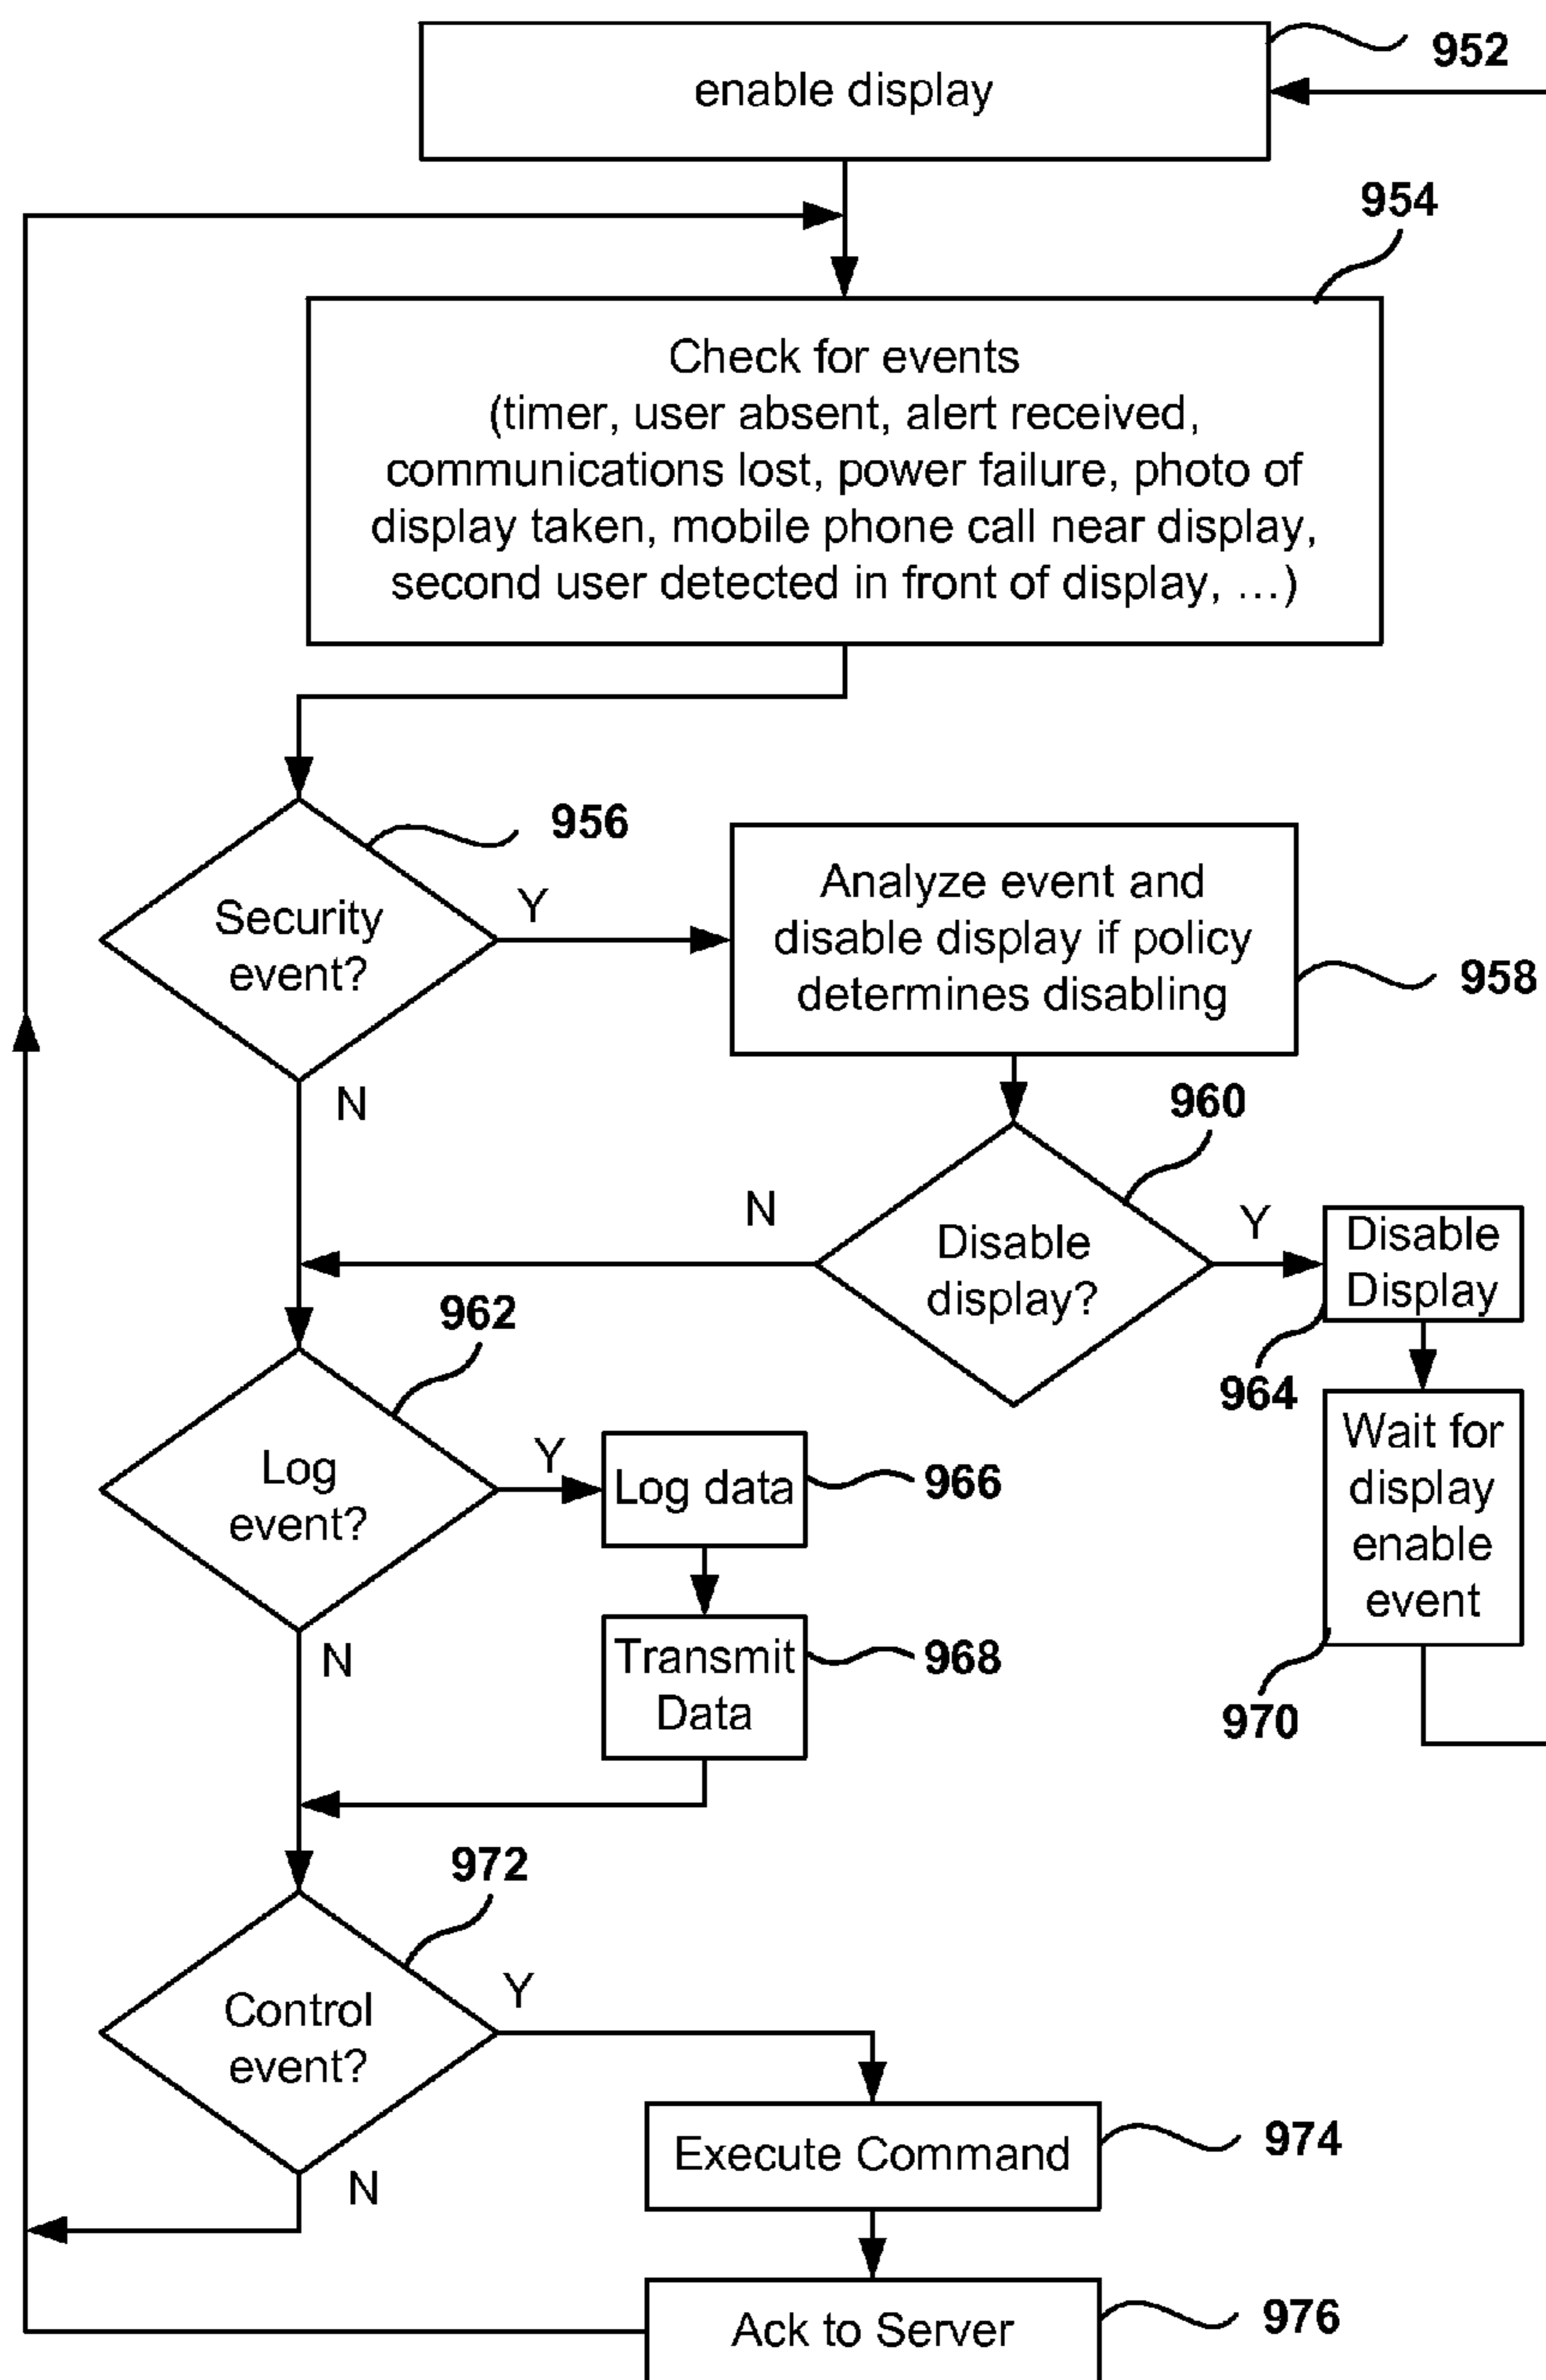 952
enable display
954
Check for events
(timer, user absent, alert received,
communications lost, power failure, photo of
display taken, mobile phone call near display,
second user detected in front of display, ...)
956
Security
event?
Y
N
Analyze event and
disable display if policy
determines disabling
958
960
Disable
display?
N
Y
Disable
Display
964
Wait for
display
enable
event
970
962
Log
event?
Y
N
Log data
966
Transmit
Data
968
972
Control
event?
Y
N
Execute Command
974
Ack to Server
976